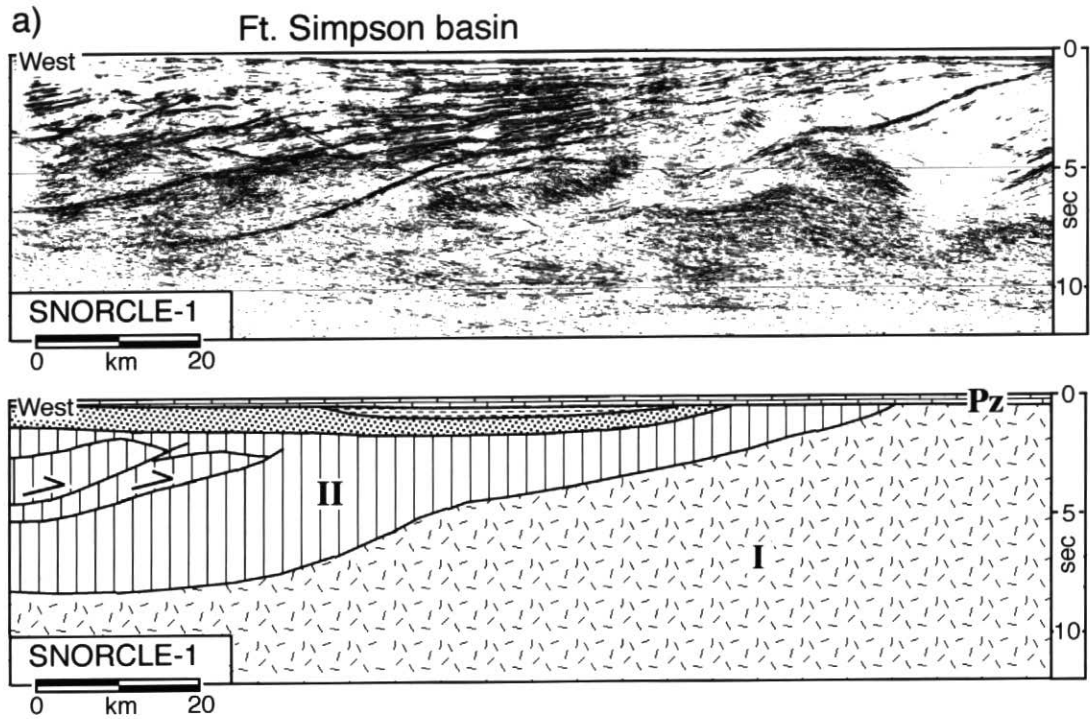 a) Ft. Simpson basin
West
0
5
sec
10
SNORCLE-1
0 20
km
West
Pz
0
II
5
I
sec
10
SNORCLE-1
0 20
km